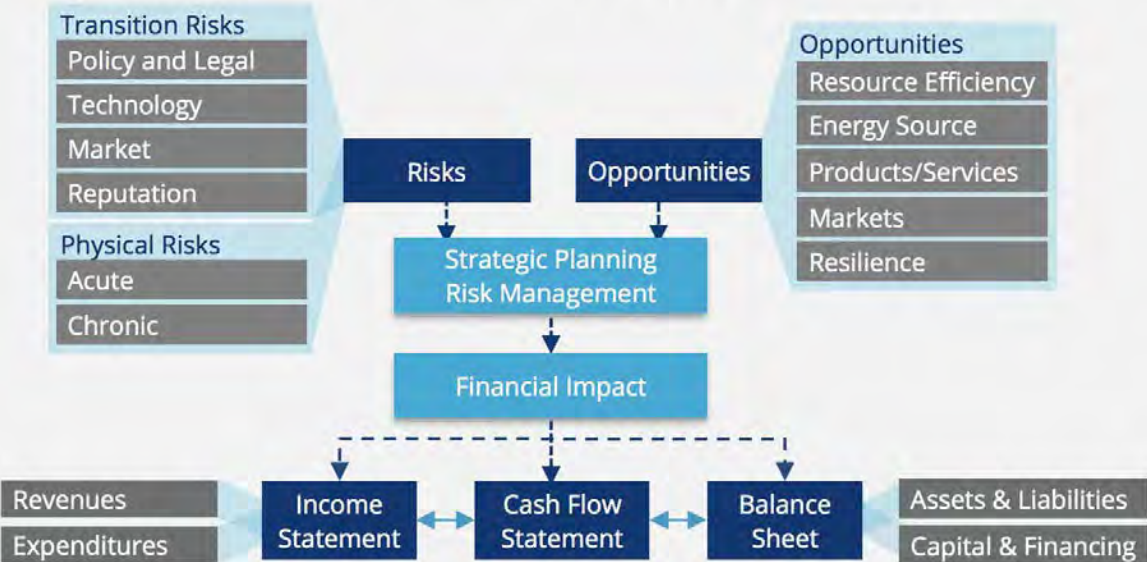 Transition Risks
Policy and Legal
Technology
Market
Reputation
Physical Risks
Acute
Chronic
Risks
Opportunities
Opportunities
Resource Efficiency
Energy Source
Products/Services
Markets
Resilience
Strategic Planning
Risk Management
Financial Impact
Revenues
Expenditures
Income
Statement
Cash Flow
Statement
Balance
Sheet
Assets & Liabilities
Capital & Financing